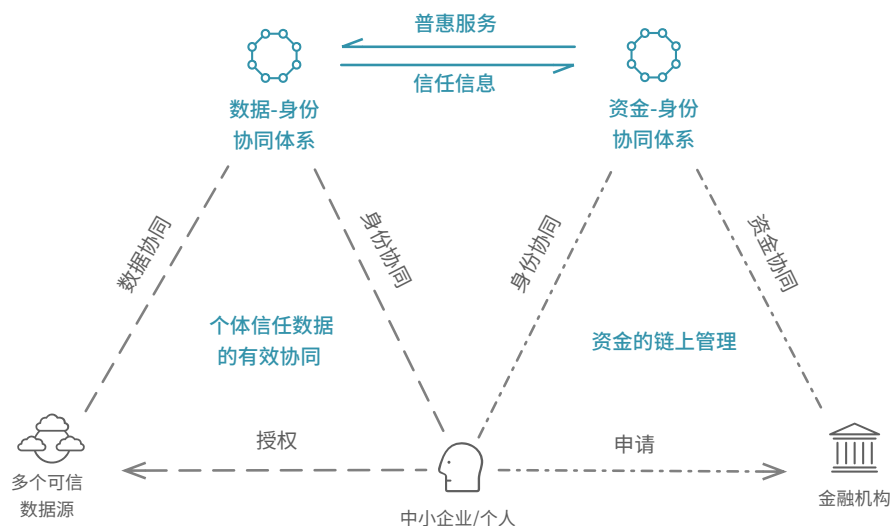 普惠服务
信任信息
数据-身份
协同体系
资金-身份
协同体系
数据协同
身份协同
身份协同
资金协同
个体信任数据
的有效协同
资金的链上管理
授权
申请
多个可信
数据源
中小企业/个人
金融机构